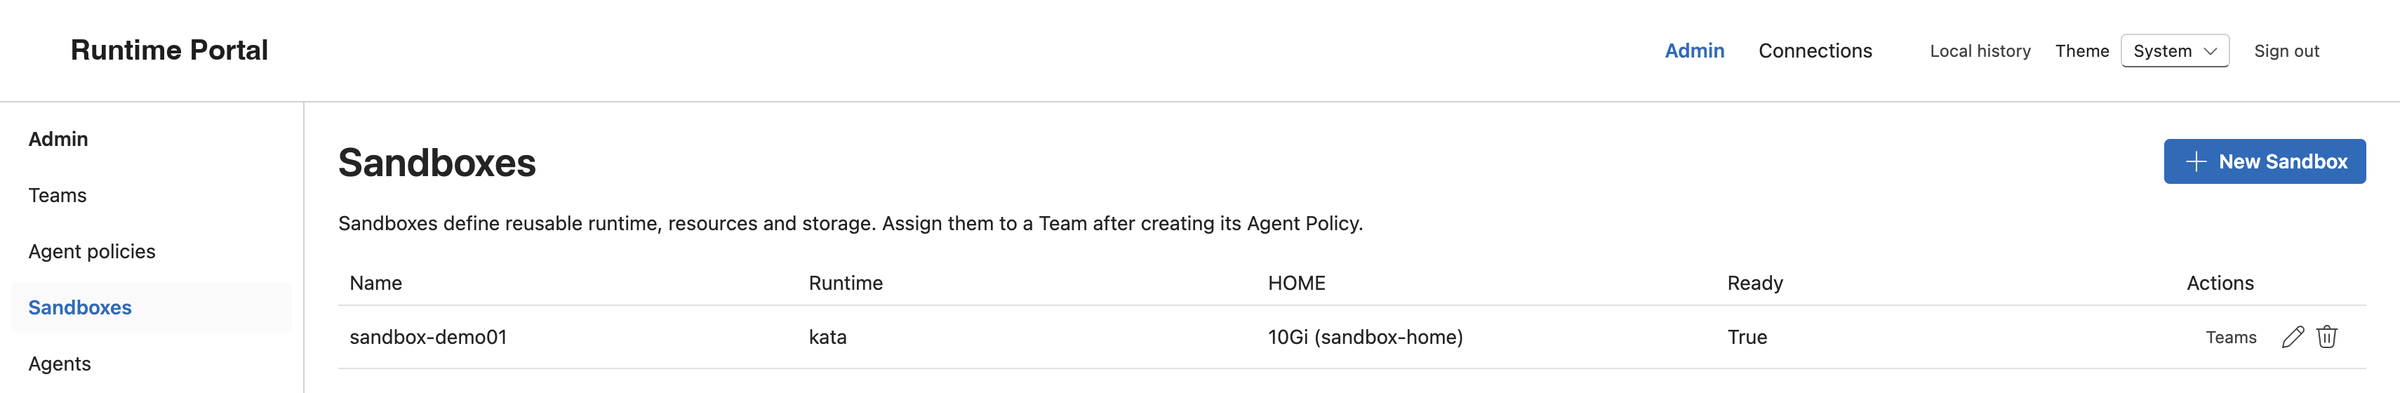 Runtime Portal
Admin
Connections
Local history
Theme
System
Sign out
Admin
Teams
Agent policies
Sandboxes
Agents
Sandboxes
New Sandbox
Sandboxes define reusable runtime, resources and storage. Assign them to a Team after creating its Agent Policy.
Name Runtime HOME Ready Actions
sandbox-demo01 kata 10Gi (sandbox-home) True Teams